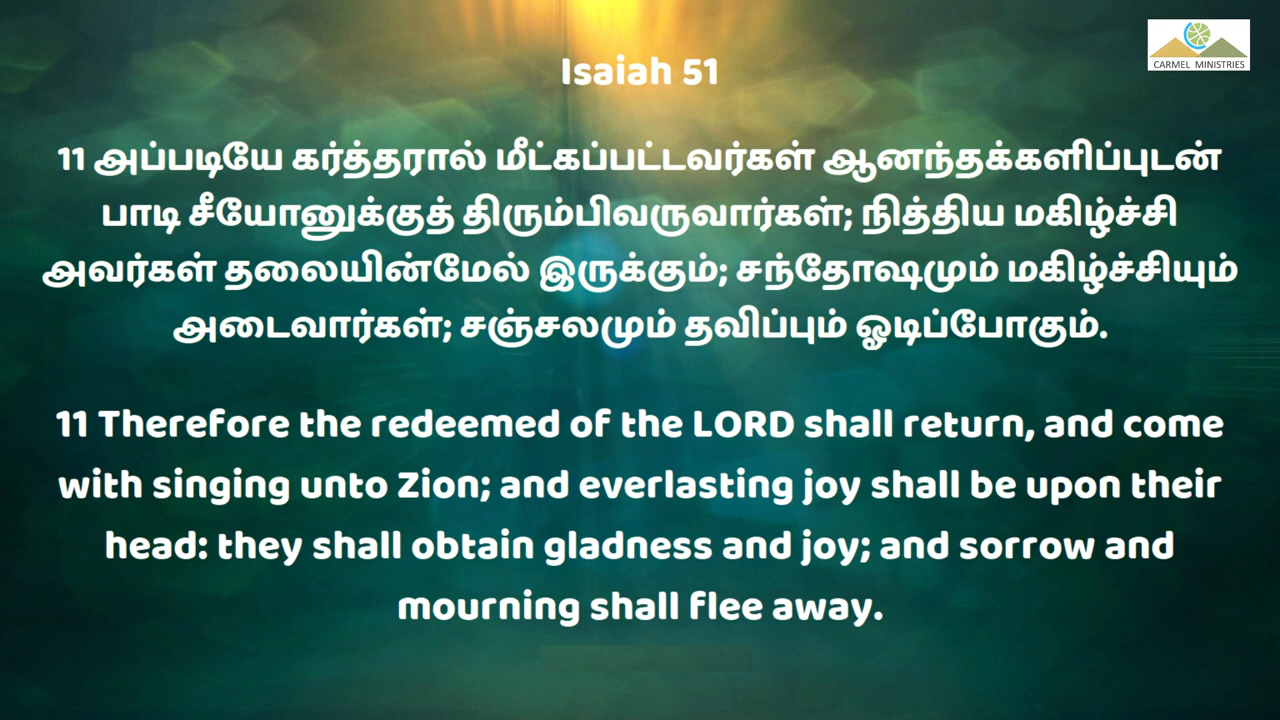 CARMEL MINISTRIES
Isaiah 51
11 அப்படியே கர்த்தரால் மீட்கப்பட்டவர்கள் ஆனந்தக்களிப்புடன்
பாடி சீயோனுக்குத் திரும்பிவருவார்கள்; நித்திய மகிழ்ச்சி
அவர்கள் தலையின்மேல் இருக்கும்; சந்தோஷமும் மகிழ்ச்சியும்
அடைவார்கள்; சஞ்சலமும் தவிப்பும் ஓடிப்போகும்.
11 Therefore the redeemed of the LORD shall return, and come
with singing unto Zion; and everlasting joy shall be upon their
head: they shall obtain gladness and joy; and sorrow and
mourning shall flee away.